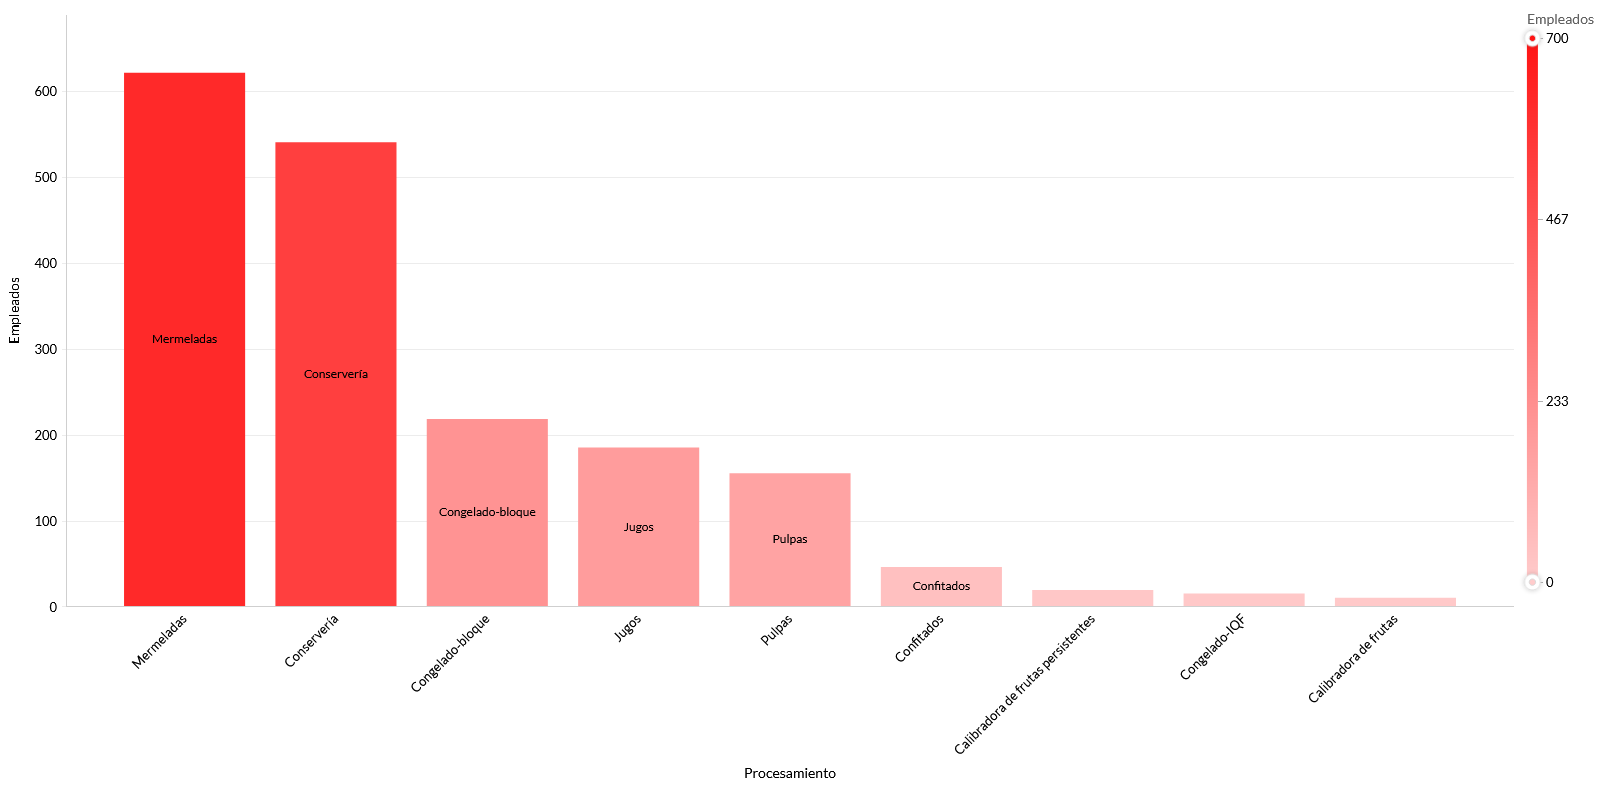 Empleados
700
467
233
0
Empleados
600
500
400
300
200
100
0
Mermeladas
Conservería
Congelado-bloque
Jugos
Pulpas
Confitados
Mermeladas
Conservería
Congelado-bloque
Jugos
Pulpas
Confitados
Calibradora de frutas persistentes
Congelado-IQF
Calibradora de frutas
Procesamiento